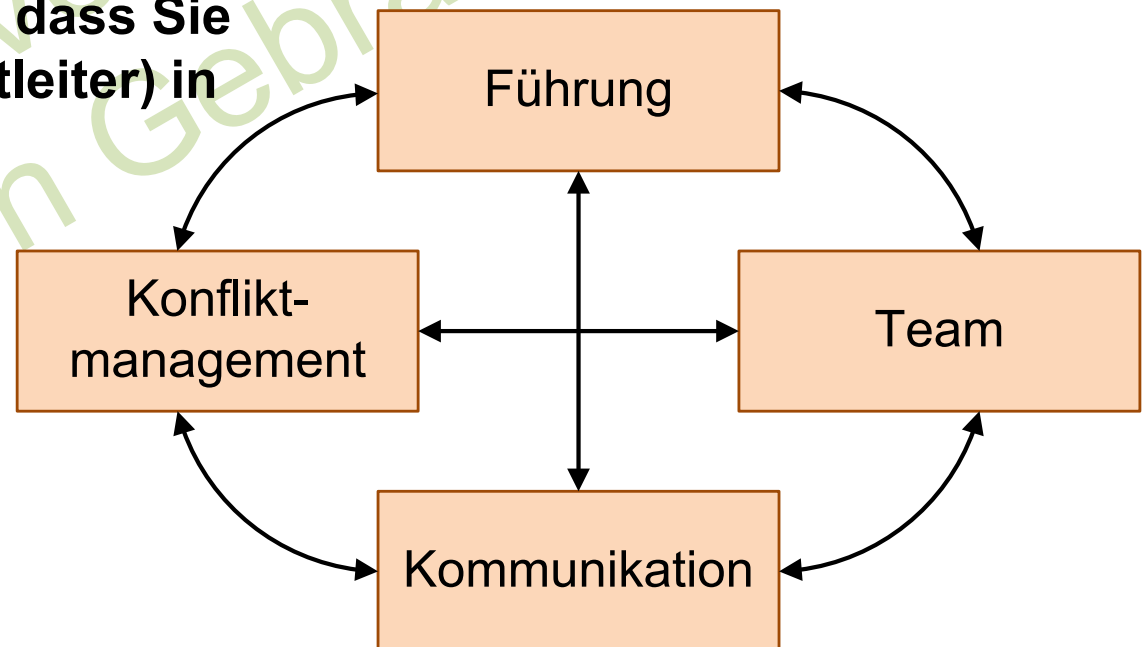 dass Sie
tleiter) in
Führung
Konflikt-
management
Team
Kommunikation